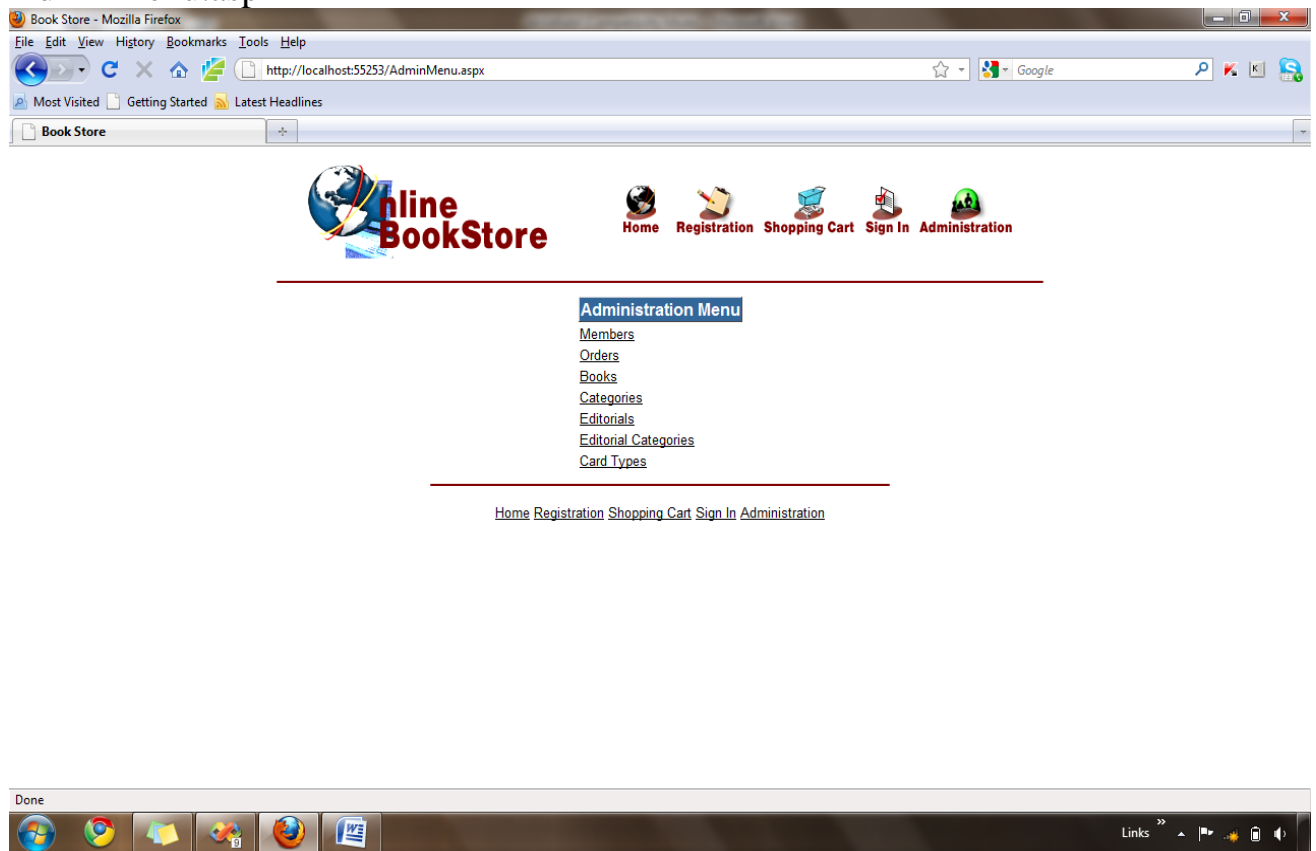 Book Store - Mozilla Firefox
File Edit View History Bookmarks Tools Help
http://localhost:55253/AdminMenu.aspx Google
Most Visited Getting Started Latest Headlines
Book Store
nline
BookStore
Home Registration Shopping Cart Sign In Administration
Administration Menu
Members
Orders
Books
Categories
Editorials
Editorial Categories
Card Types
Home Registration Shopping Cart Sign In Administration
Done
9
Links